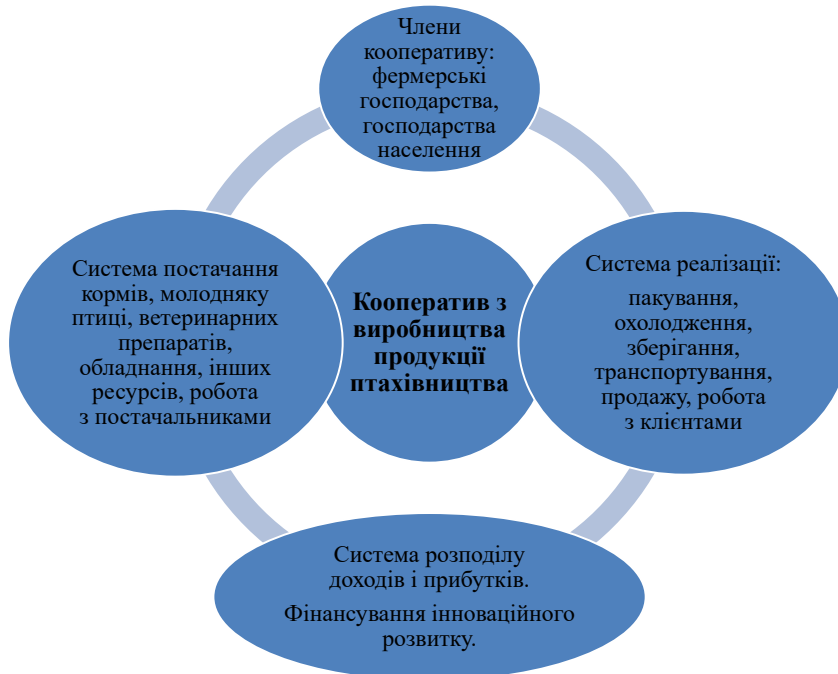 Члени
кооперативу:
фермерські
господарства,
господарства
населення
Система постачання
кормів, молодняку
птиці, ветеринарних
препаратів,
обладнання, інших
ресурсів, робота
з постачальниками
Кооператив з
виробництва
продукції
птахівництва
Система реалізації:
пакування,
охолодження,
зберігання,
транспортування,
продажу, робота
з клієнтами
Система розподілу
доходів і прибутків.
Фінансування інноваційного
розвитку.